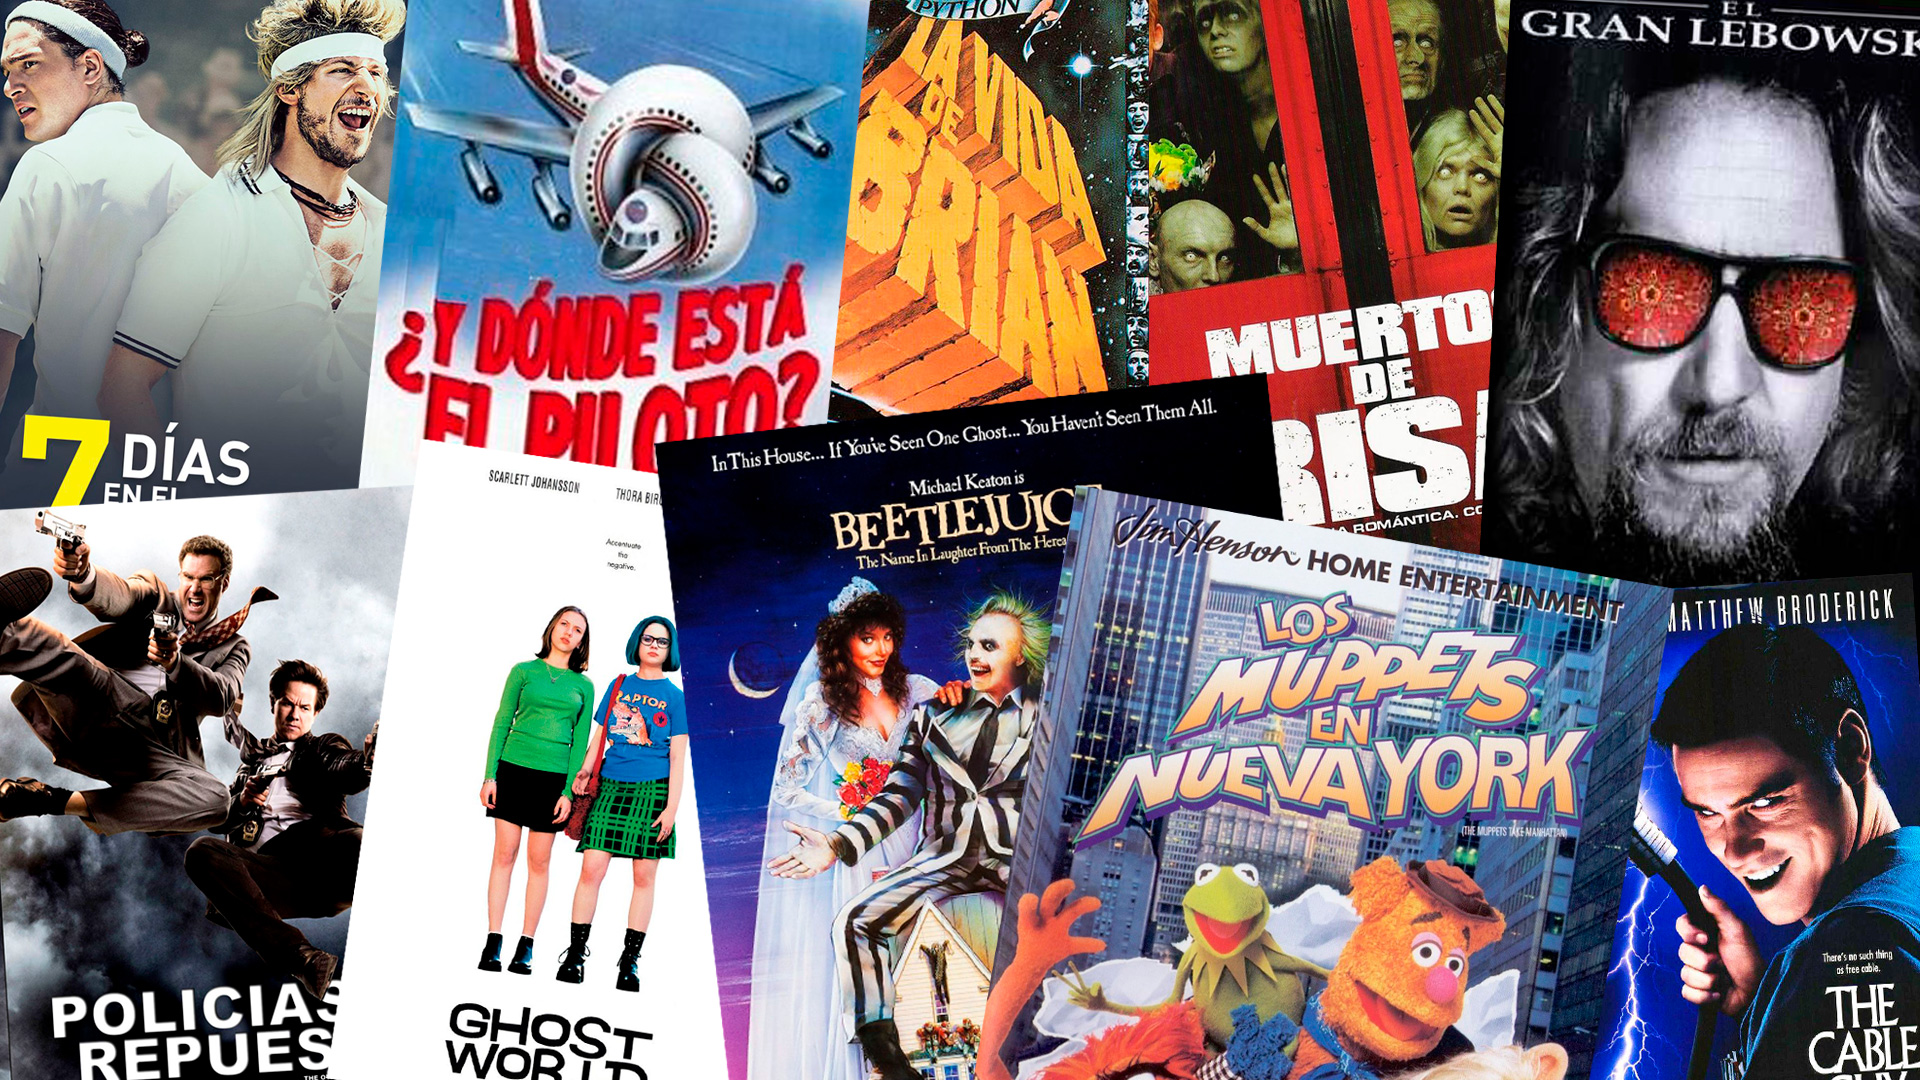 7 DÍAS
EN EL
¿Y DÓNDE ESTÁ
EL PILOTO?
PYTHON
LA VIDA
DE
BRIAN
MUERTOS
DE
RISA
ROMÁNTICA. CO
EL
GRAN LEBOWSK
POLICIAS
REPUES
SCARLETT JOHANSSON
THORA BIR
Accentuate
the
negative.
RAPTOR
GHOST
WORLD
In This House... If You've Seen One Ghost... You Haven't Seen Them All.
Michael Keaton is
BEETLEJUIC
The Name In Laughter From The Herea
Jim Henson™ HOME ENTERTAINMENT
LOS
MUPPETS
EN
NUEVA YORK
(THE MUPPETS TAKE MANHATTAN)
MATTHEW BRODERICK
There's no such thing
as free cable.
THE
CABLE
GUY